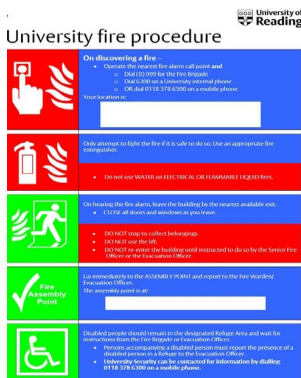 University of
Reading
University fire procedure
On discovering a fire –
• Operate the nearest fire alarm call point and
o Dial (0) 999 for the Fire Brigade
o Dial 6300 on a University internal phone
o OR dial 0118 378 6300 on a mobile phone
Your location is:
Only attempt to fight the fire if it is safe to do so. Use an appropriate fire
extinguisher.
• Do not use WATER on ELECTRICAL OR FLAMMABLE LIQUID fires.
On hearing the fire alarm, leave the building by the nearest available exit.
• CLOSE all doors and windows as you leave.
• DO NOT stop to collect belongings.
• DO NOT use the lift.
• DO NOT re-enter the building until instructed to do so by the Senior Fire
Officer or the Evacuation Officer.
Fire
Assembly
Point
Go immediately to the ASSEMBLY POINT and report to the Fire Warden/
Evacuation Officer.
The assembly point is at:
Disabled people should remain in the designated Refuge Area and wait for
instructions from the Fire Brigade or Evacuation Officer.
• Persons accompanying a disabled person must report the presence of a
disabled person in a Refuge to the Evacuation Officer.
• University Security can be contacted for information by dialling
0118 378 6300 on a mobile phone.